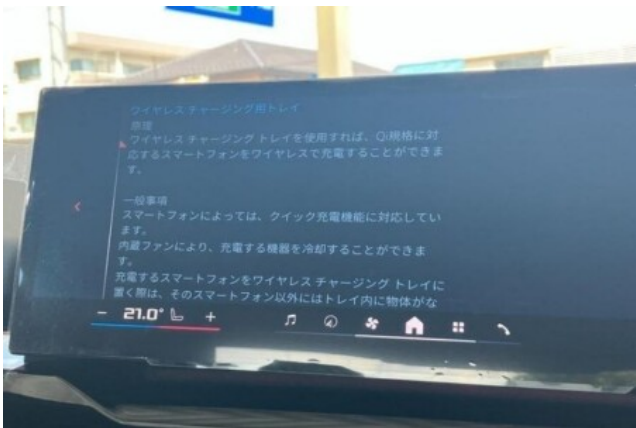 ワイヤレス チャージング用トレイ
原理
ワイヤレス チャージング トレイを使用すれば、Qi規格に対
応するスマートフォンをワイヤレスで充電することができま
す。
一般事項
スマートフォンによっては、クイック充電機能に対応してい
ます。
内蔵ファンにより、充電する機器を冷却することができま
す。
充電するスマートフォンをワイヤレス チャージング トレイに
置く際は、そのスマートフォン以外にはトレイ内に物体がな
- 21.0° +